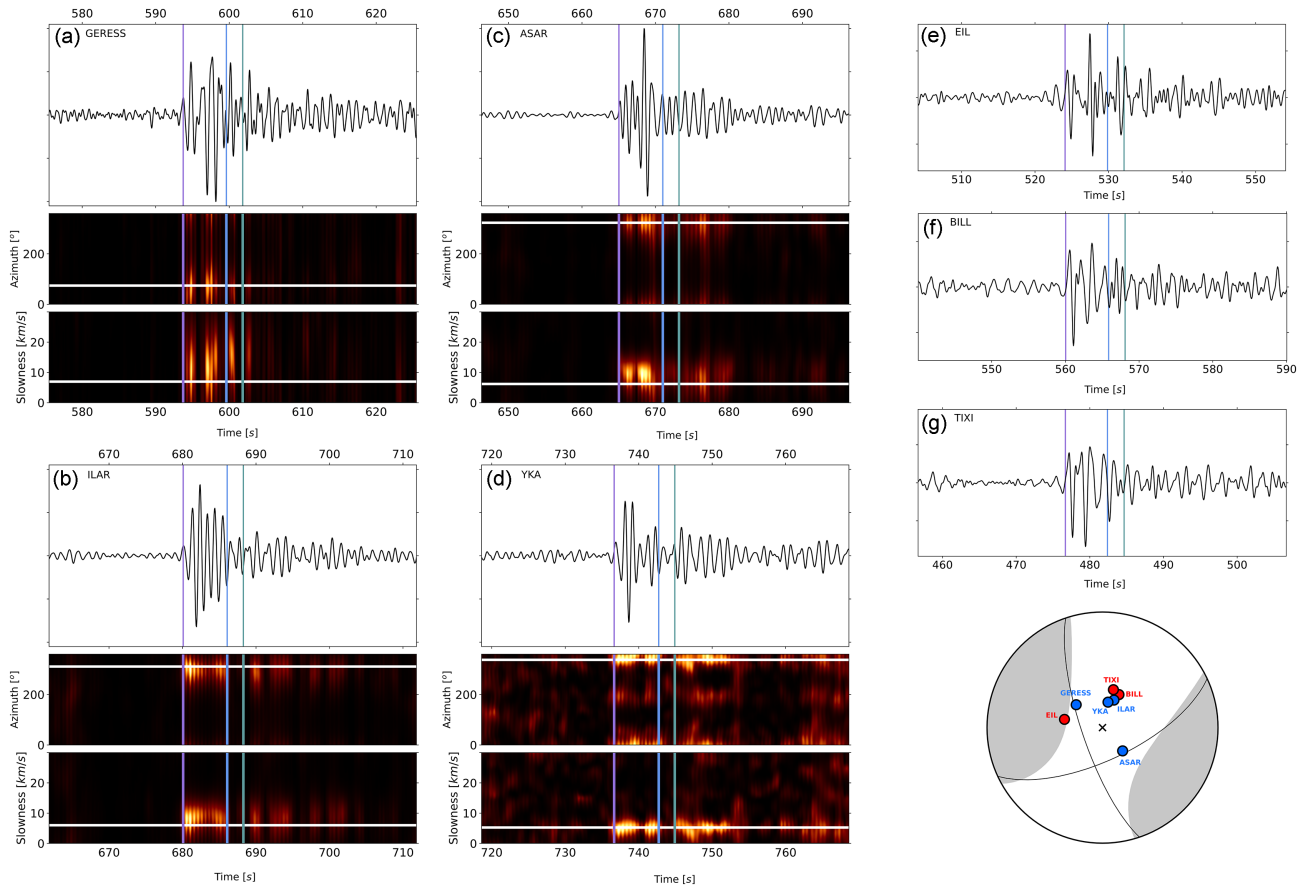 580 590 600 610 620
(a) GERESS
Azimuth [°]
200
0
Slowness [km/s]
20
10
0
580 590 600 610 620
Time [s]
650 660 670 680 690
(c) ASAR
Azimuth [°]
200
0
Slowness [km/s]
20
10
0
650 660 670 680 690
Time [s]
670 680 690 700 710
(b) ILAR
Azimuth [°]
200
0
Slowness [km/s]
20
10
0
670 680 690 700 710
Time [s]
720 730 740 750 760
(d) YKA
Azimuth [°]
200
0
Slowness [km/s]
20
10
0
720 730 740 750 760
Time [s]
(e) EIL
510 520 530 540 550
Time [s]
(f) BILL
550 560 570 580 590
Time [s]
(g) TIXI
460 470 480 490 500
Time [s]
TIXI
GERESS
BILL
YKA
ILAR
EIL
ASAR